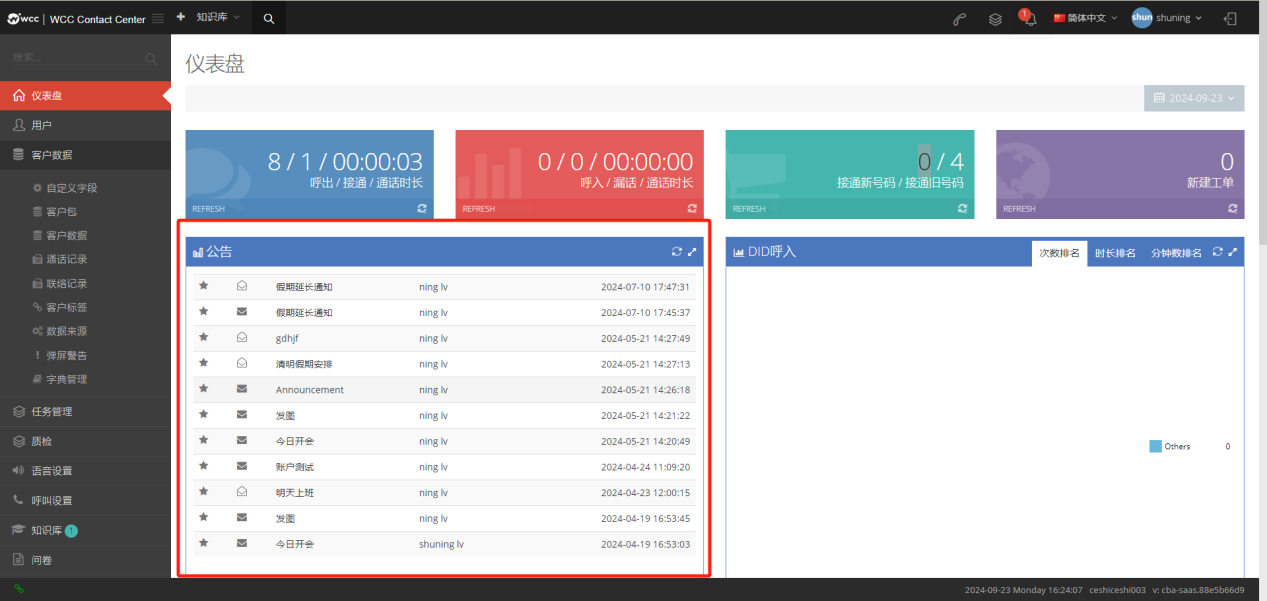 wcc | WCC Contact Center
知识库
1
简体中文
shun shuning
搜索...
仪表盘
用户
客户数据
自定义字段
客户包
客户数据
通话记录
联络记录
客户标签
数据来源
弹屏警告
字典管理
任务管理
质检
语音设置
呼叫设置
知识库 1
问卷
仪表盘
2024-09-23
8 / 1 / 00:00:03
呼出 / 接通 / 通话时长
REFRESH
0 / 0 / 00:00:00
呼入 / 漏话 / 通话时长
REFRESH
0 / 4
接通新号码 / 接通旧号码
REFRESH
0
新建工单
REFRESH
公告
假期延长通知 ning lv 2024-07-10 17:47:31
假期延长通知 ning lv 2024-07-10 17:45:37
gdhjf ning lv 2024-05-21 14:27:49
清明假期安排 ning lv 2024-05-21 14:27:13
Announcement ning lv 2024-05-21 14:26:18
发图 ning lv 2024-05-21 14:21:22
今日开会 ning lv 2024-05-21 14:20:49
账户测试 ning lv 2024-04-24 11:09:20
明天上班 ning lv 2024-04-23 12:00:15
发图 ning lv 2024-04-19 16:53:45
今日开会 shuning lv 2024-04-19 16:53:03
DID呼入
次数排名 时长排名 分钟数排名
Others 0
2024-09-23 Monday 16:24:07 ceshiceshi003 v: cba-saas.88e5b66d9